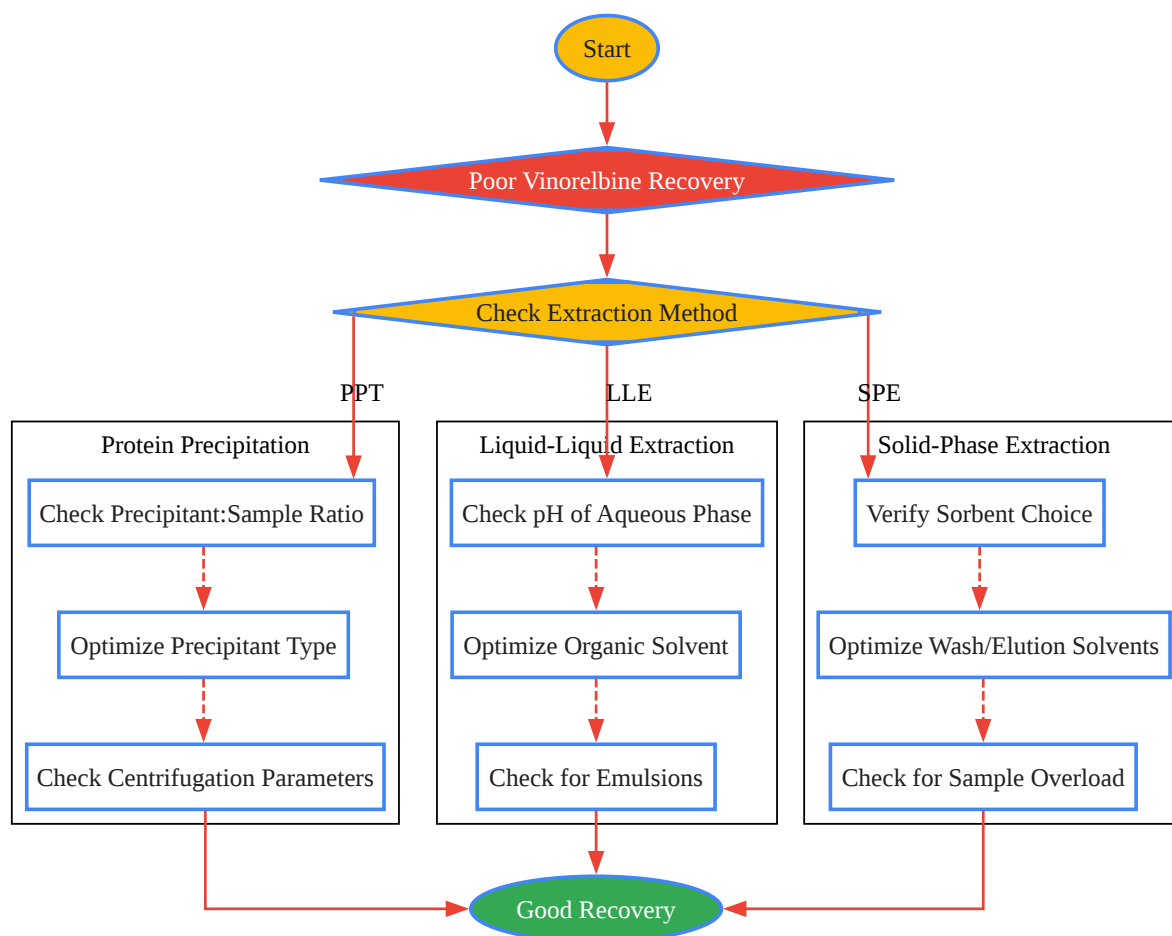 Start
Poor Vinorelbine Recovery
Check Extraction Method
PPT
LLE
SPE
Protein Precipitation
Liquid-Liquid Extraction
Solid-Phase Extraction
Check Precipitant:Sample Ratio
Check pH of Aqueous Phase
Verify Sorbent Choice
Optimize Precipitant Type
Optimize Organic Solvent
Optimize Wash/Elution Solvents
Check Centrifugation Parameters
Check for Emulsions
Check for Sample Overload
Good Recovery